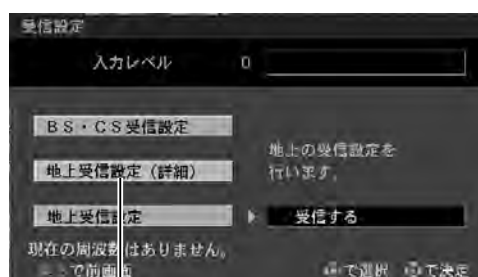 受信設定
入力レベル 0
BS・CS受信設定
地上受信設定（詳細）
地上の受信設定を
行います。
地上受信設定 受信する
現在の周波数はありません。
で前画面 で選択 で決定